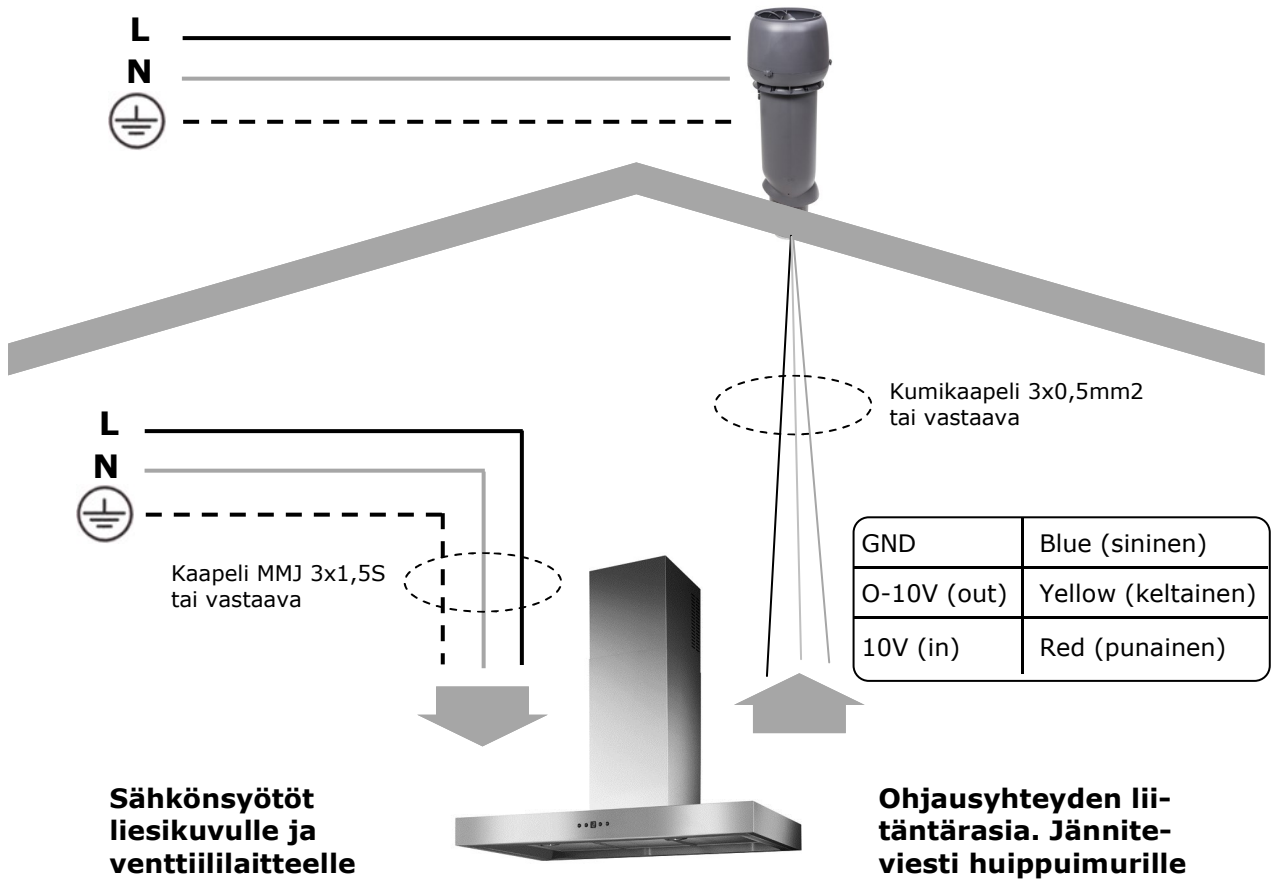 L
N
Kumikaapeli 3x0,5mm2
tai vastaava
L
N
Kaapeli MMJ 3x1,5S
tai vastaava
GND Blue (sininen)
O-10V (out) Yellow (keltainen)
10V (in) Red (punainen)
Sähkönsyötöt
liesikuvulle ja
venttiililaitteelle
Ohjausyhteyden lii-
täntärasia. Jännite-
viesti huippuimurille